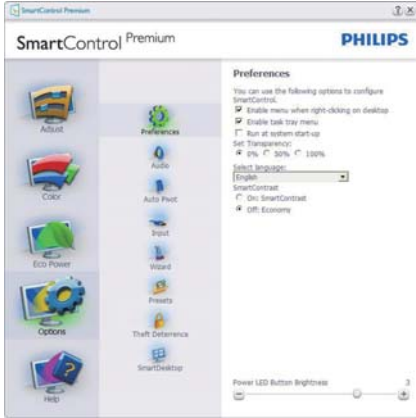 SmartControl Premium
SmartControl Premium
PHILIPS
Adjust
Color
Eco Power
Options
Help
Preferences
Audio
Auto Pivot
Input
Wizard
Presets
Theft Deterrence
SmartDesktop
Preferences
You can use the following options to configure
SmartControl.
Enable menu when right-clicking on desktop
Enable task tray menu
Run at system start-up
Set Transparency:
0% 50% 100%
Select language:
English
SmartContrast
On: SmartContrast
Off: Economy
Power LED Button Brightness 3